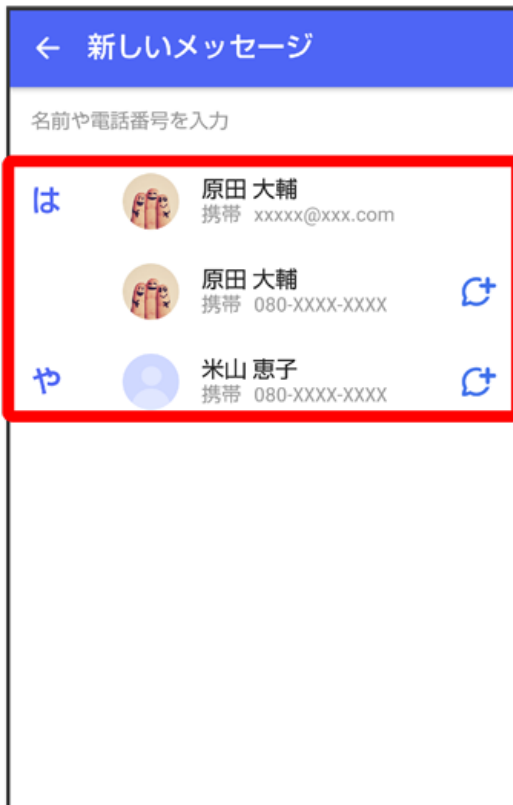 新しいメッセージ
名前や電話番号を入力
は
原田 大輔
携帯 xxxxx@xxx.com
原田 大輔
携帯 080-XXXX-XXXX
や
米山 恵子
携帯 080-XXXX-XXXX